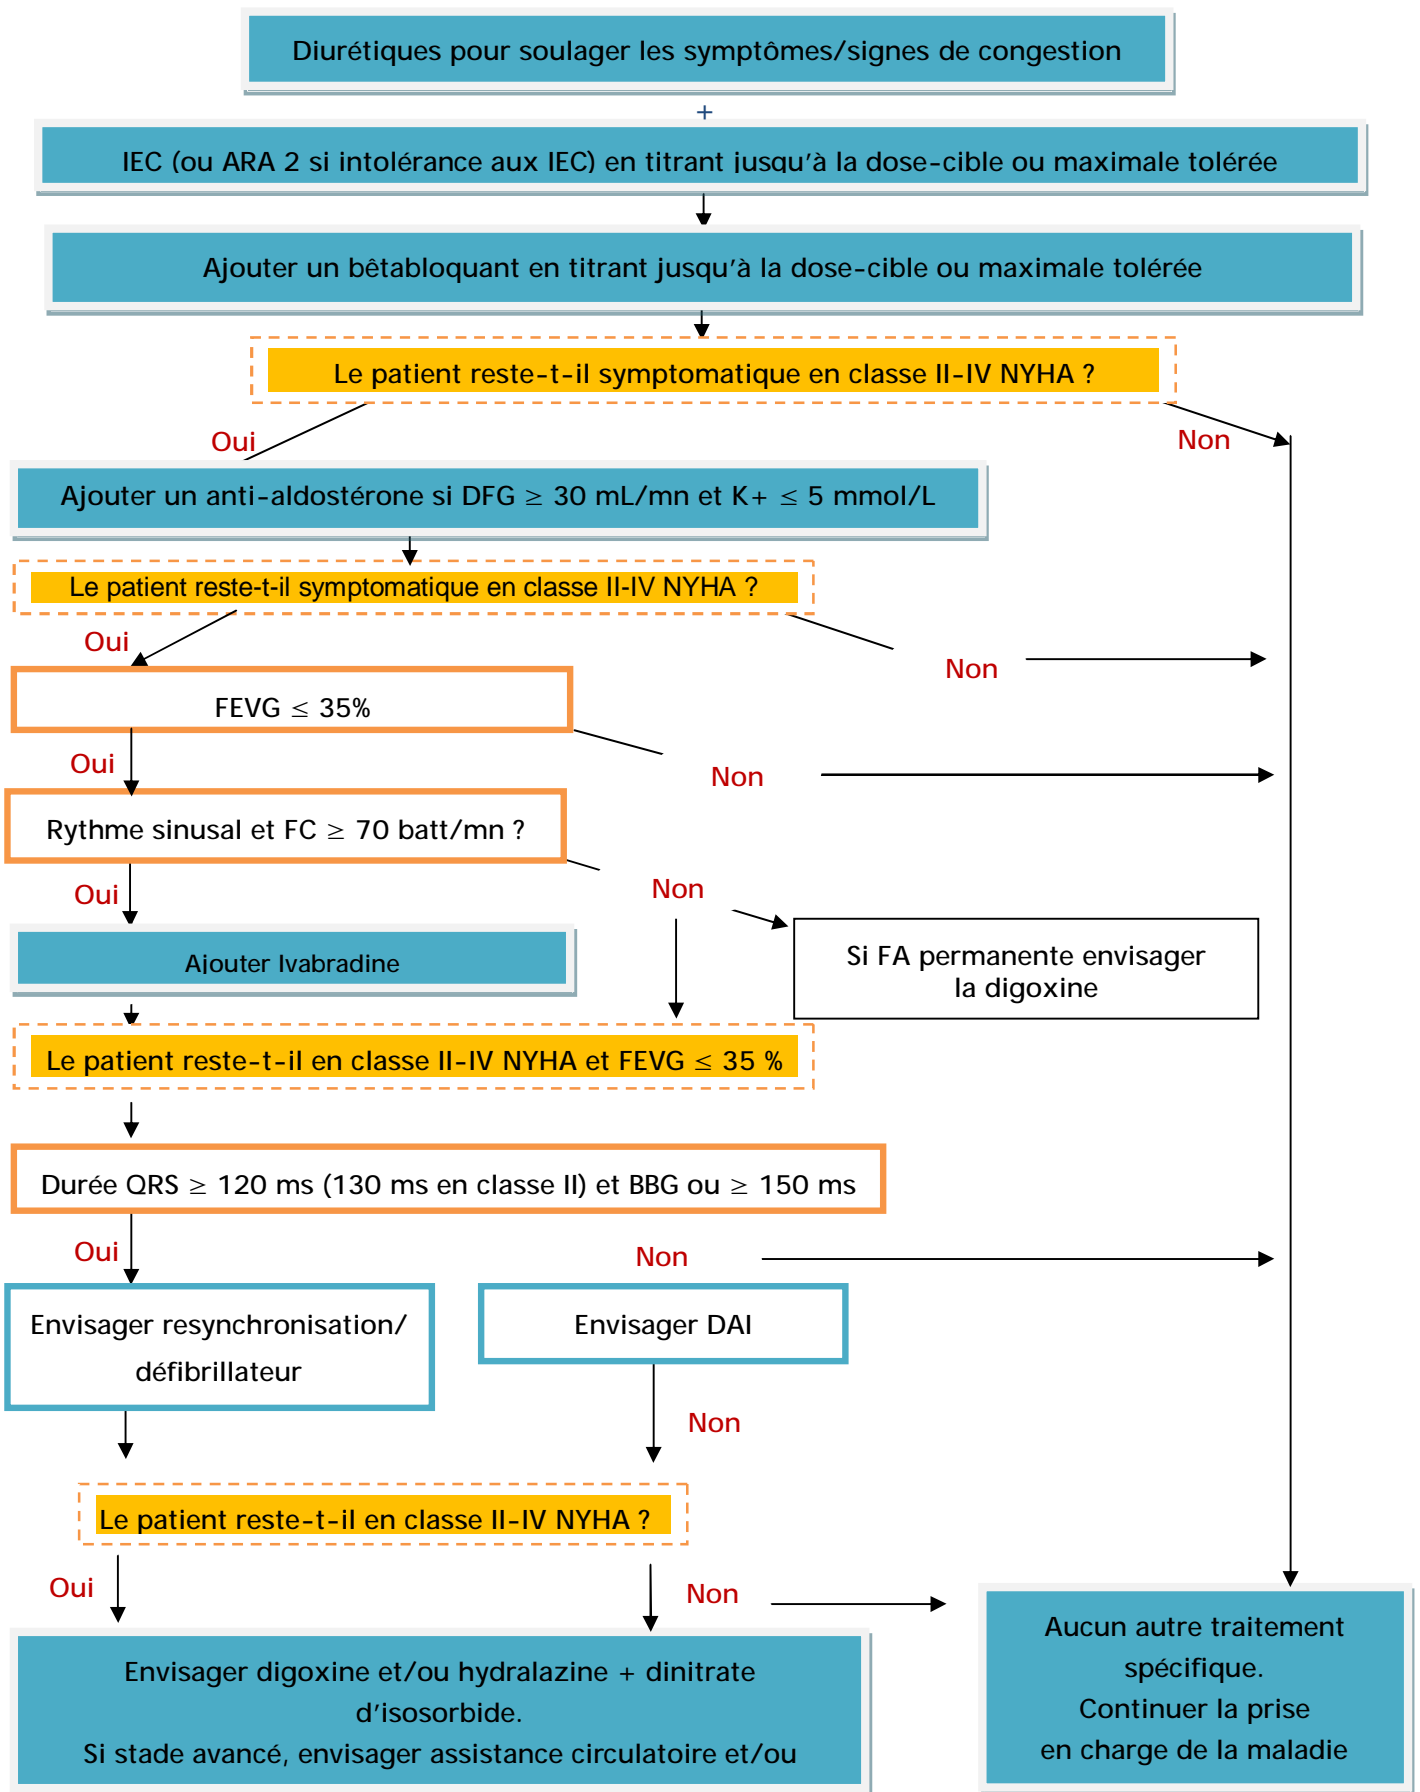 Diurétiques pour soulager les symptômes/signes de congestion
+
IEC (ou ARA 2 si intolérance aux IEC) en titrant jusqu'à la dose-cible ou maximale tolérée
Ajouter un bêtabloquant en titrant jusqu'à la dose-cible ou maximale tolérée
Le patient reste-t-il symptomatique en classe II-IV NYHA ?
Oui
Non
Ajouter un anti-aldostérone si DFG ≥ 30 mL/mn et K+ ≤ 5 mmol/L
Le patient reste-t-il symptomatique en classe II-IV NYHA ?
Oui
Non
FEVG ≤ 35%
Oui
Non
Rythme sinusal et FC ≥ 70 batt/mn ?
Oui
Non
Ajouter Ivabradine
Si FA permanente envisager
la digoxine
Le patient reste-t-il en classe II-IV NYHA et FEVG ≤ 35 %
Durée QRS ≥ 120 ms (130 ms en classe II) et BBG ou ≥ 150 ms
Oui
Non
Envisager resynchronisation/
défibrillateur
Envisager DAI
Non
Le patient reste-t-il en classe II-IV NYHA ?
Oui
Non
Envisager digoxine et/ou hydralazine + dinitrate
d'isosorbide.
Si stade avancé, envisager assistance circulatoire et/ou
Aucun autre traitement
spécifique.
Continuer la prise
en charge de la maladie